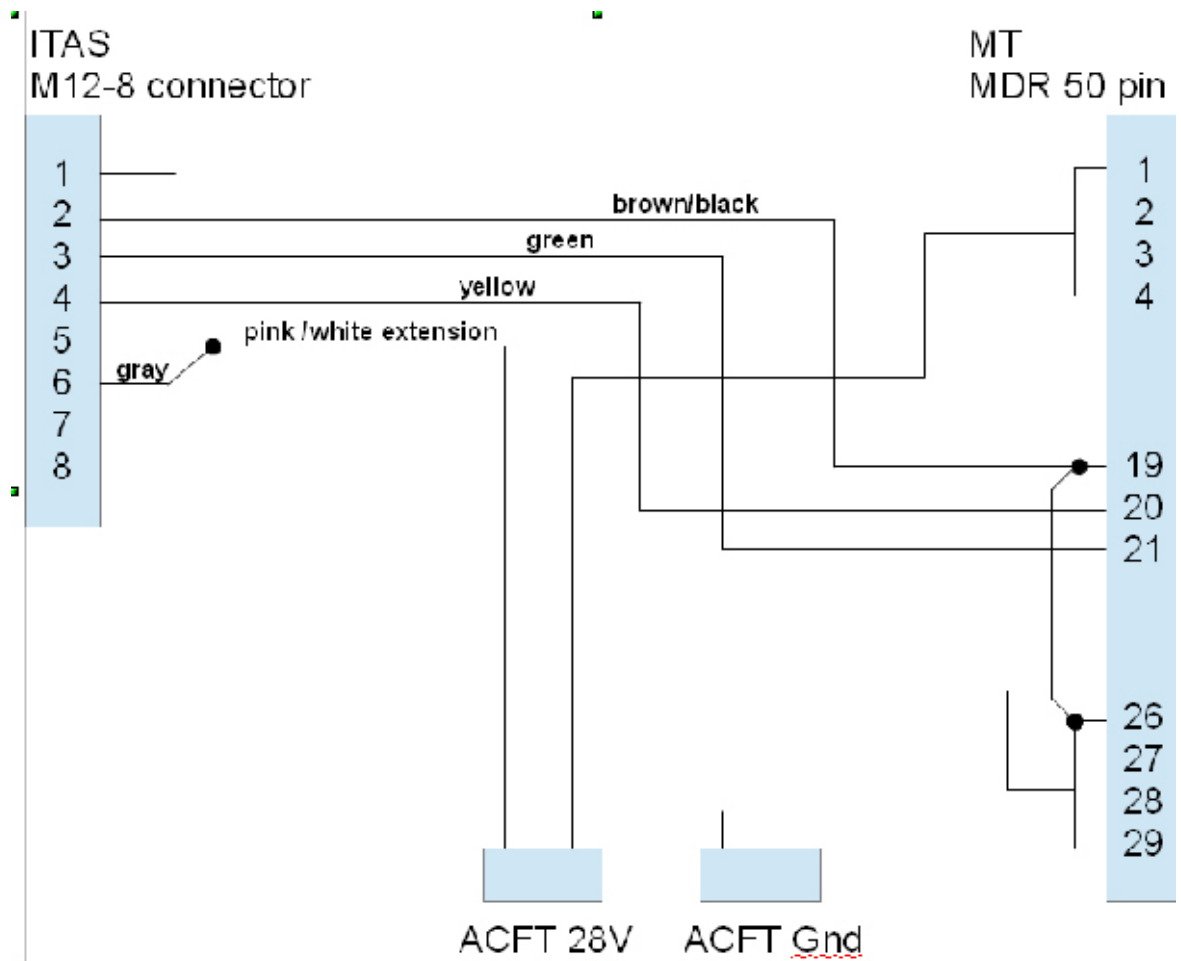 ITAS
M12-8 connector
MT
MDR 50 pin
1
2
3
4
5
6
7
8
brown/black
green
yellow
pink /white extension
gray
1
2
3
4
19
20
21
26
27
28
29
ACFT 28V
ACFT Gnd